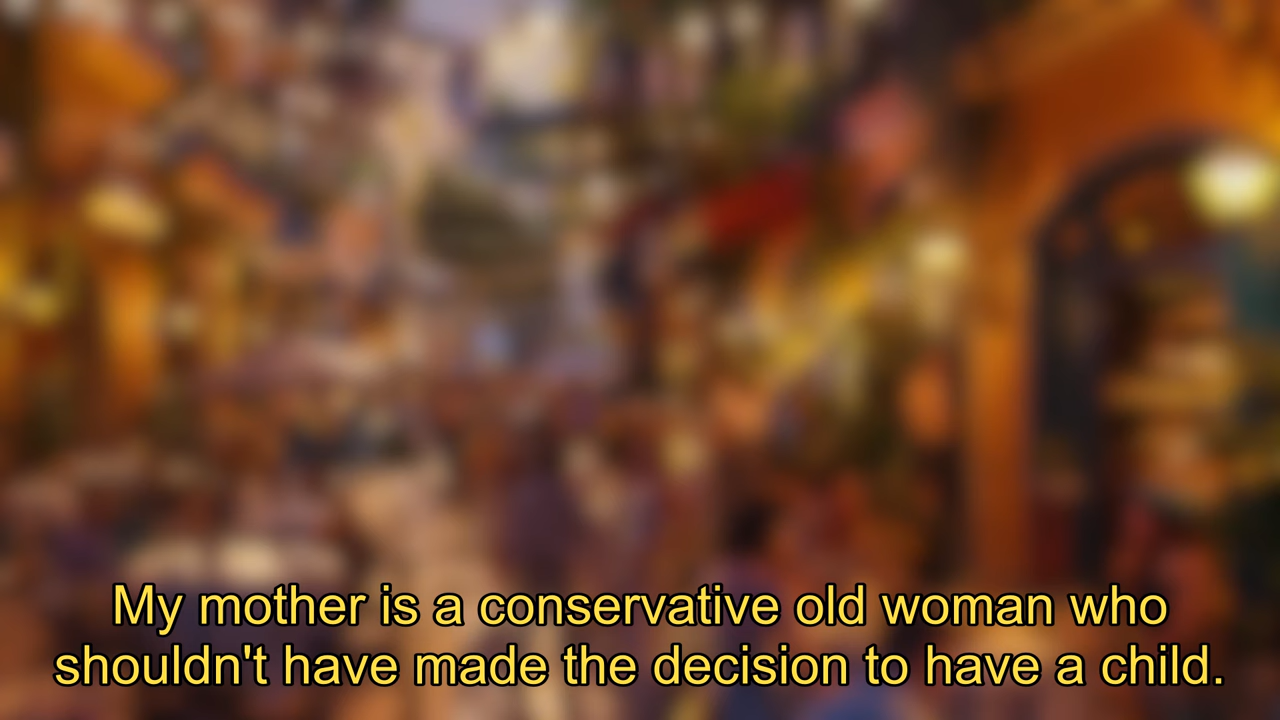 My mother is a conservative old woman who
shouldn't have made the decision to have a child.